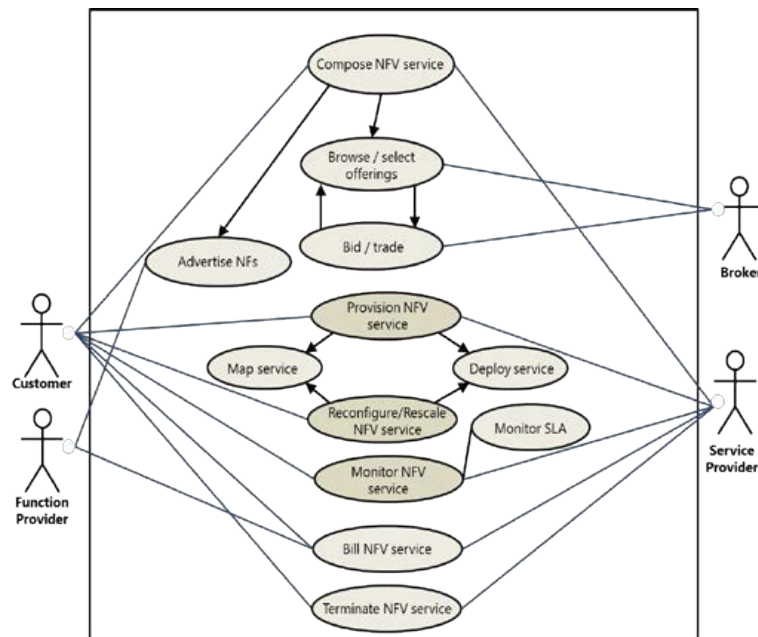 Compose NFV service
Browse / select
offerings
Bid / trade
Advertise NFs
Broker
Provision NFV
service
Map service
Deploy service
Customer
Reconfigure/Rescale
NFV service
Monitor SLA
Service
Provider
Monitor NFV
service
Function
Provider
Bill NFV service
Terminate NFV service